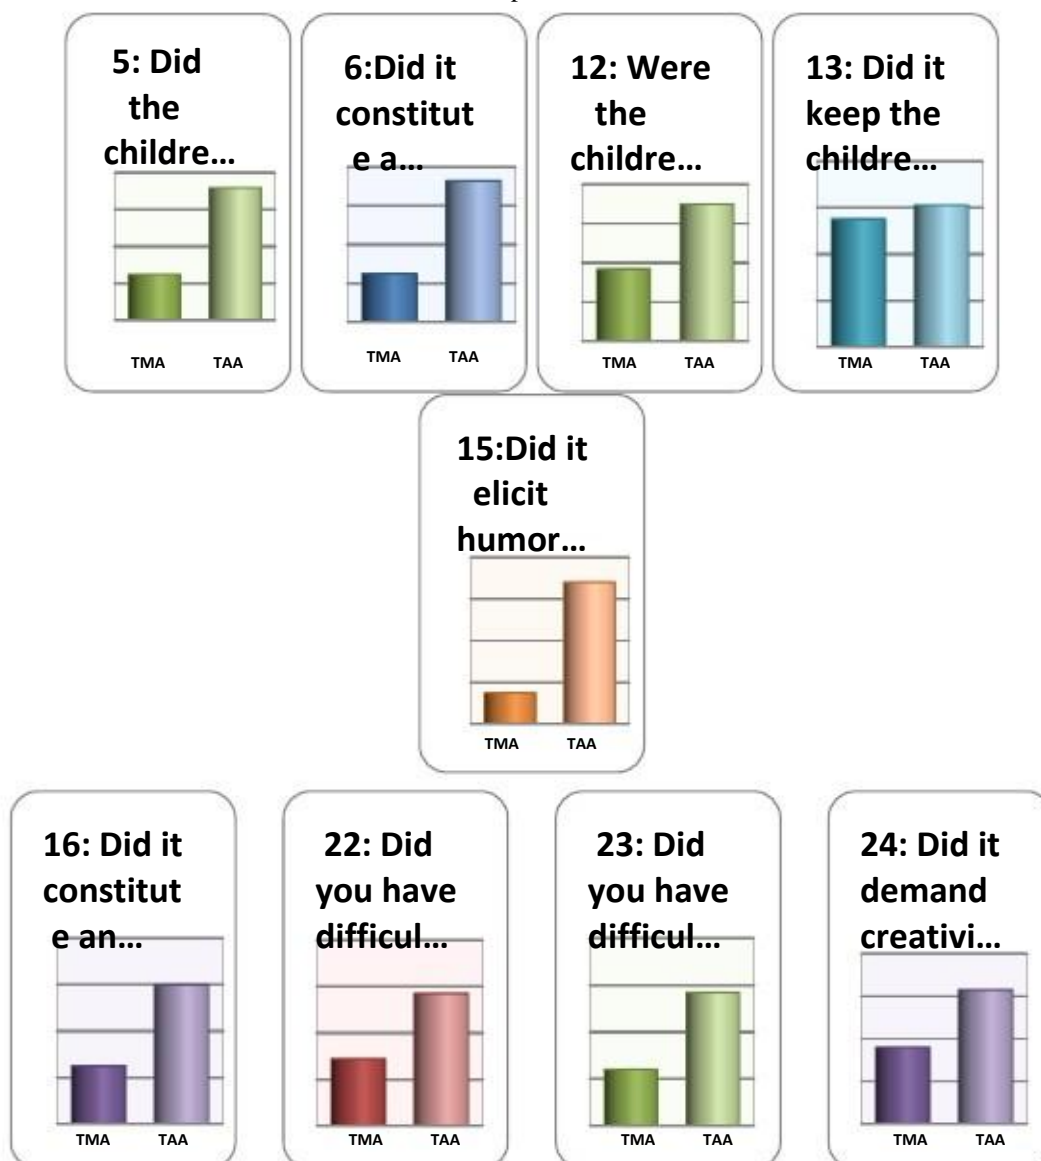 5: Did
the
childre...
TMA TAA
6:Did it
constitut
e a...
TMA TAA
12: Were
the
childre...
TMA TAA
13: Did it
keep the
childre...
TMA TAA
15:Did it
elicit
humor...
TMA TAA
16: Did it
constitut
e an...
TMA TAA
22: Did
you have
difficul...
TMA TAA
23: Did
you have
difficul...
TMA TAA
24: Did it
demand
creativi...
TMA TAA